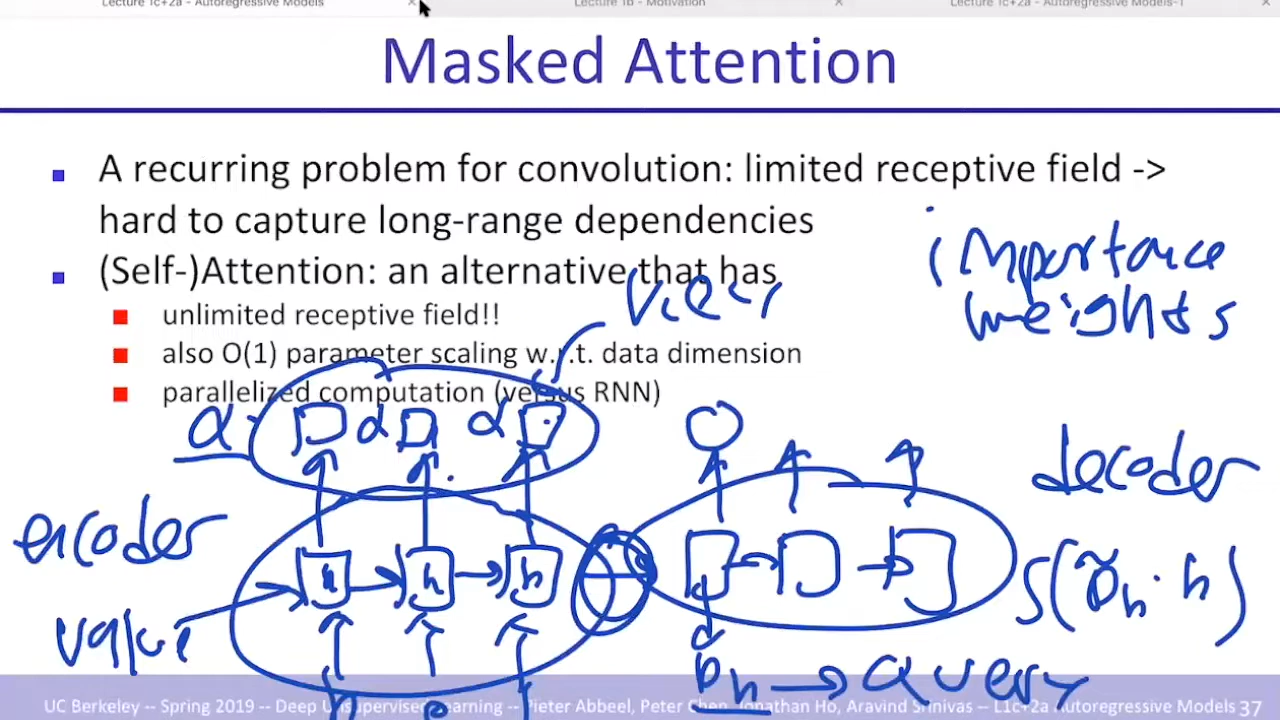 Lecture 1c+2a - Autoregressive Models
Lecture 1b - Motivation
Lecture 1c+2a - Autoregressive Models-1
Masked Attention
A recurring problem for convolution: limited receptive field ->
hard to capture long-range dependencies
(Self-)Attention: an alternative that has
unlimited receptive field!!
also O(1) parameter scaling w.r.t. data dimension
parallelized computation (versus RNN)
importance
weights
α α α
decoder
encoder
h h h
value
query
UC Berkeley -- Spring 2019 -- Deep Unsupervised Learning -- Pieter Abbeel, Peter Chen, Jonathan Ho, Aravind Srinivas -- L1c+2a Autoregressive Models 37